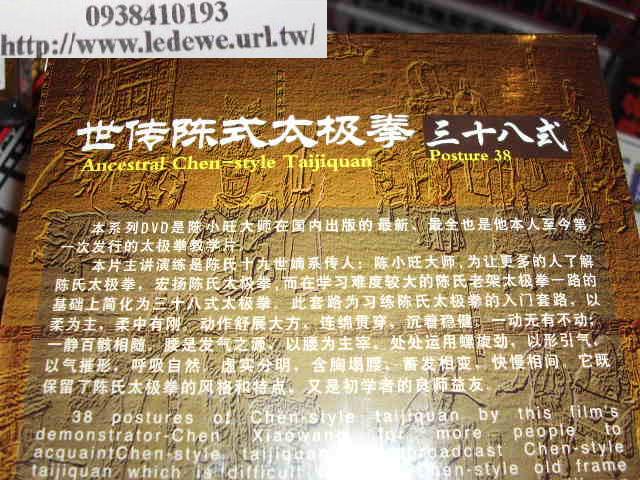 0938410193
http://www.ledewe.url.tw/
世传陈式太极拳 三十八式
Ancestral Chen-style Taijiquan Posture 38
本系列DVD是陈小旺大师在国内出版的最新、最全也是他本人至今第
一次发行的太极拳教学片。
本片主讲演练是陈氏十九世嫡系传人：陈小旺大师，为让更多的人了解
陈氏太极拳，宏扬陈氏太极拳，而在学习难度较大的陈氏老架太极拳一路的
基础上简化为三十八式太极拳，此套路为习练陈氏太极拳的入门套路，以
柔为主，柔中有刚，动作舒展大方，连绵贯穿，沉着稳健，一动无有不动，
一静百骸相随，腰是发气之源，以腰为主宰，处处运用螺旋劲，以形引气，
以气摧形，呼吸自然，虚实分明，含胸塌腰，蓄发相变，快慢相间，它既
保留了陈氏太极拳的风格和特点，又是初学者的良师益友。
38 postures of Chen-style taijiquan by this film's
demonstrator-Chen Xiaowang for more people to
acquaintChen-style taijiquan broadcast Chen-style
taijiquan which is difficult Chen-style old frame